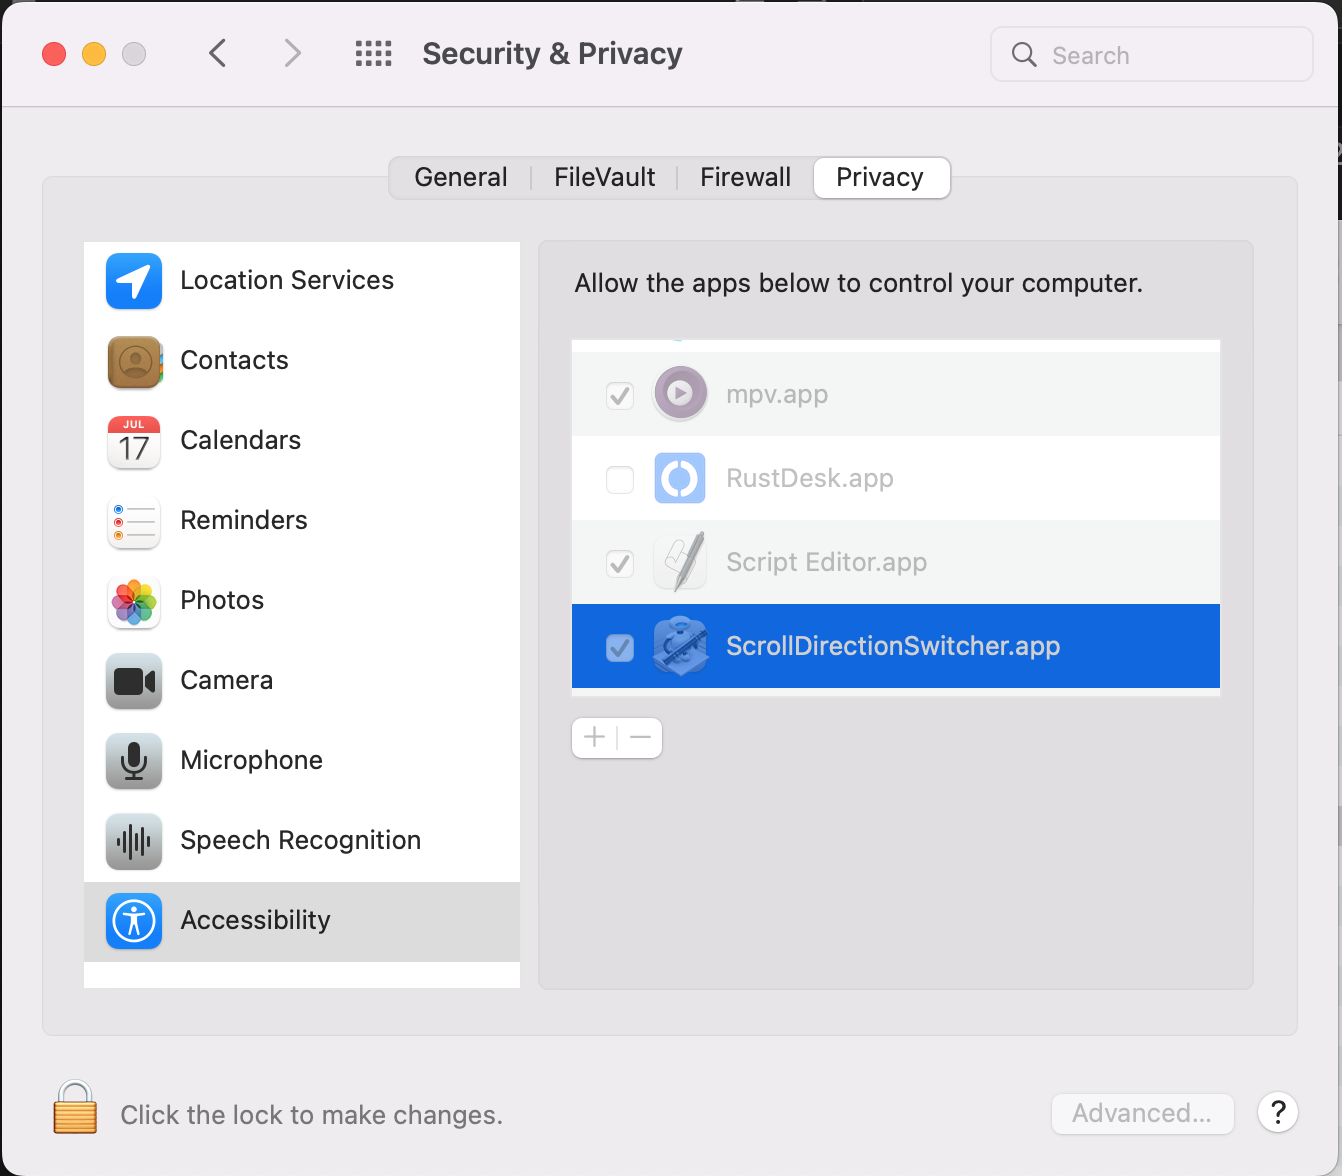 Security & Privacy
Search
General
FileVault
Firewall
Privacy
Location Services
Contacts
JUL
17
Calendars
Reminders
Photos
Camera
Microphone
Speech Recognition
Accessibility
Allow the apps below to control your computer.
mpv.app
RustDesk.app
Script Editor.app
ScrollDirectionSwitcher.app
Click the lock to make changes.
Advanced...
?